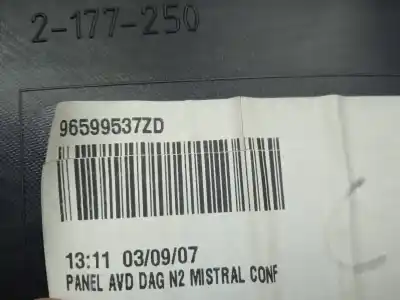 2-177-250
96599537ZD
13:11 03/09/07
PANEL AVD DAG N2 MISTRAL CONF